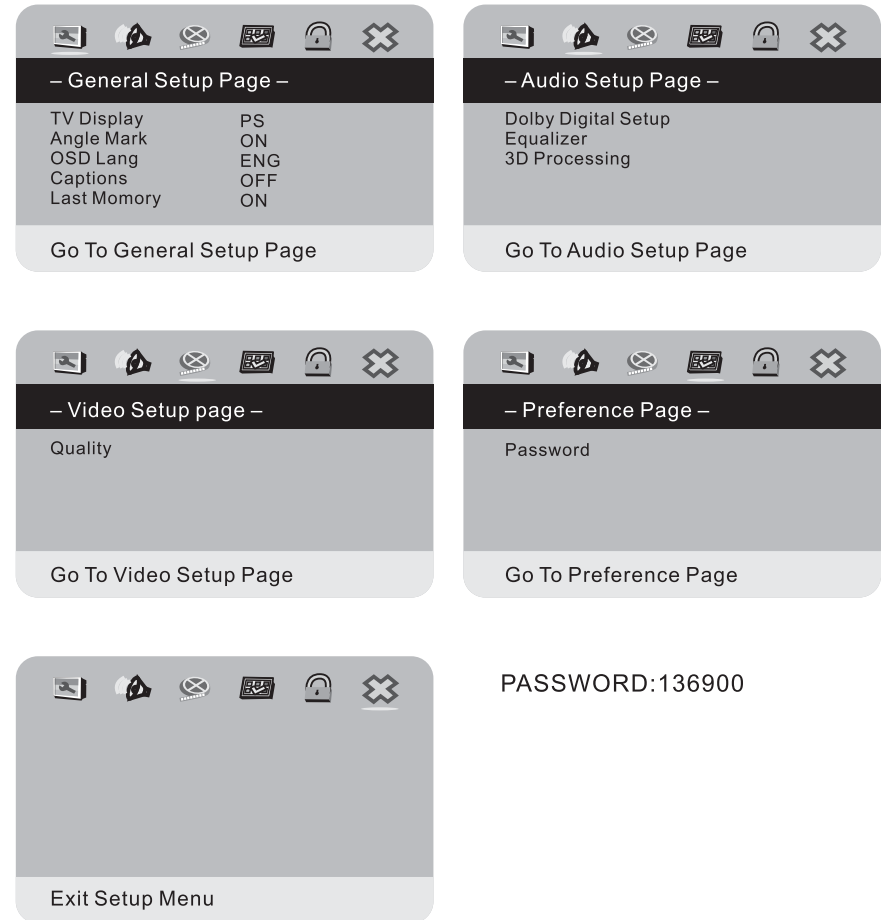 – General Setup Page –
TV Display PS
Angle Mark ON
OSD Lang ENG
Captions OFF
Last Momory ON
Go To General Setup Page
– Audio Setup Page –
Dolby Digital Setup
Equalizer
3D Processing
Go To Audio Setup Page
– Video Setup page –
Quality
Go To Video Setup Page
– Preference Page –
Password
Go To Preference Page
Exit Setup Menu
PASSWORD:136900